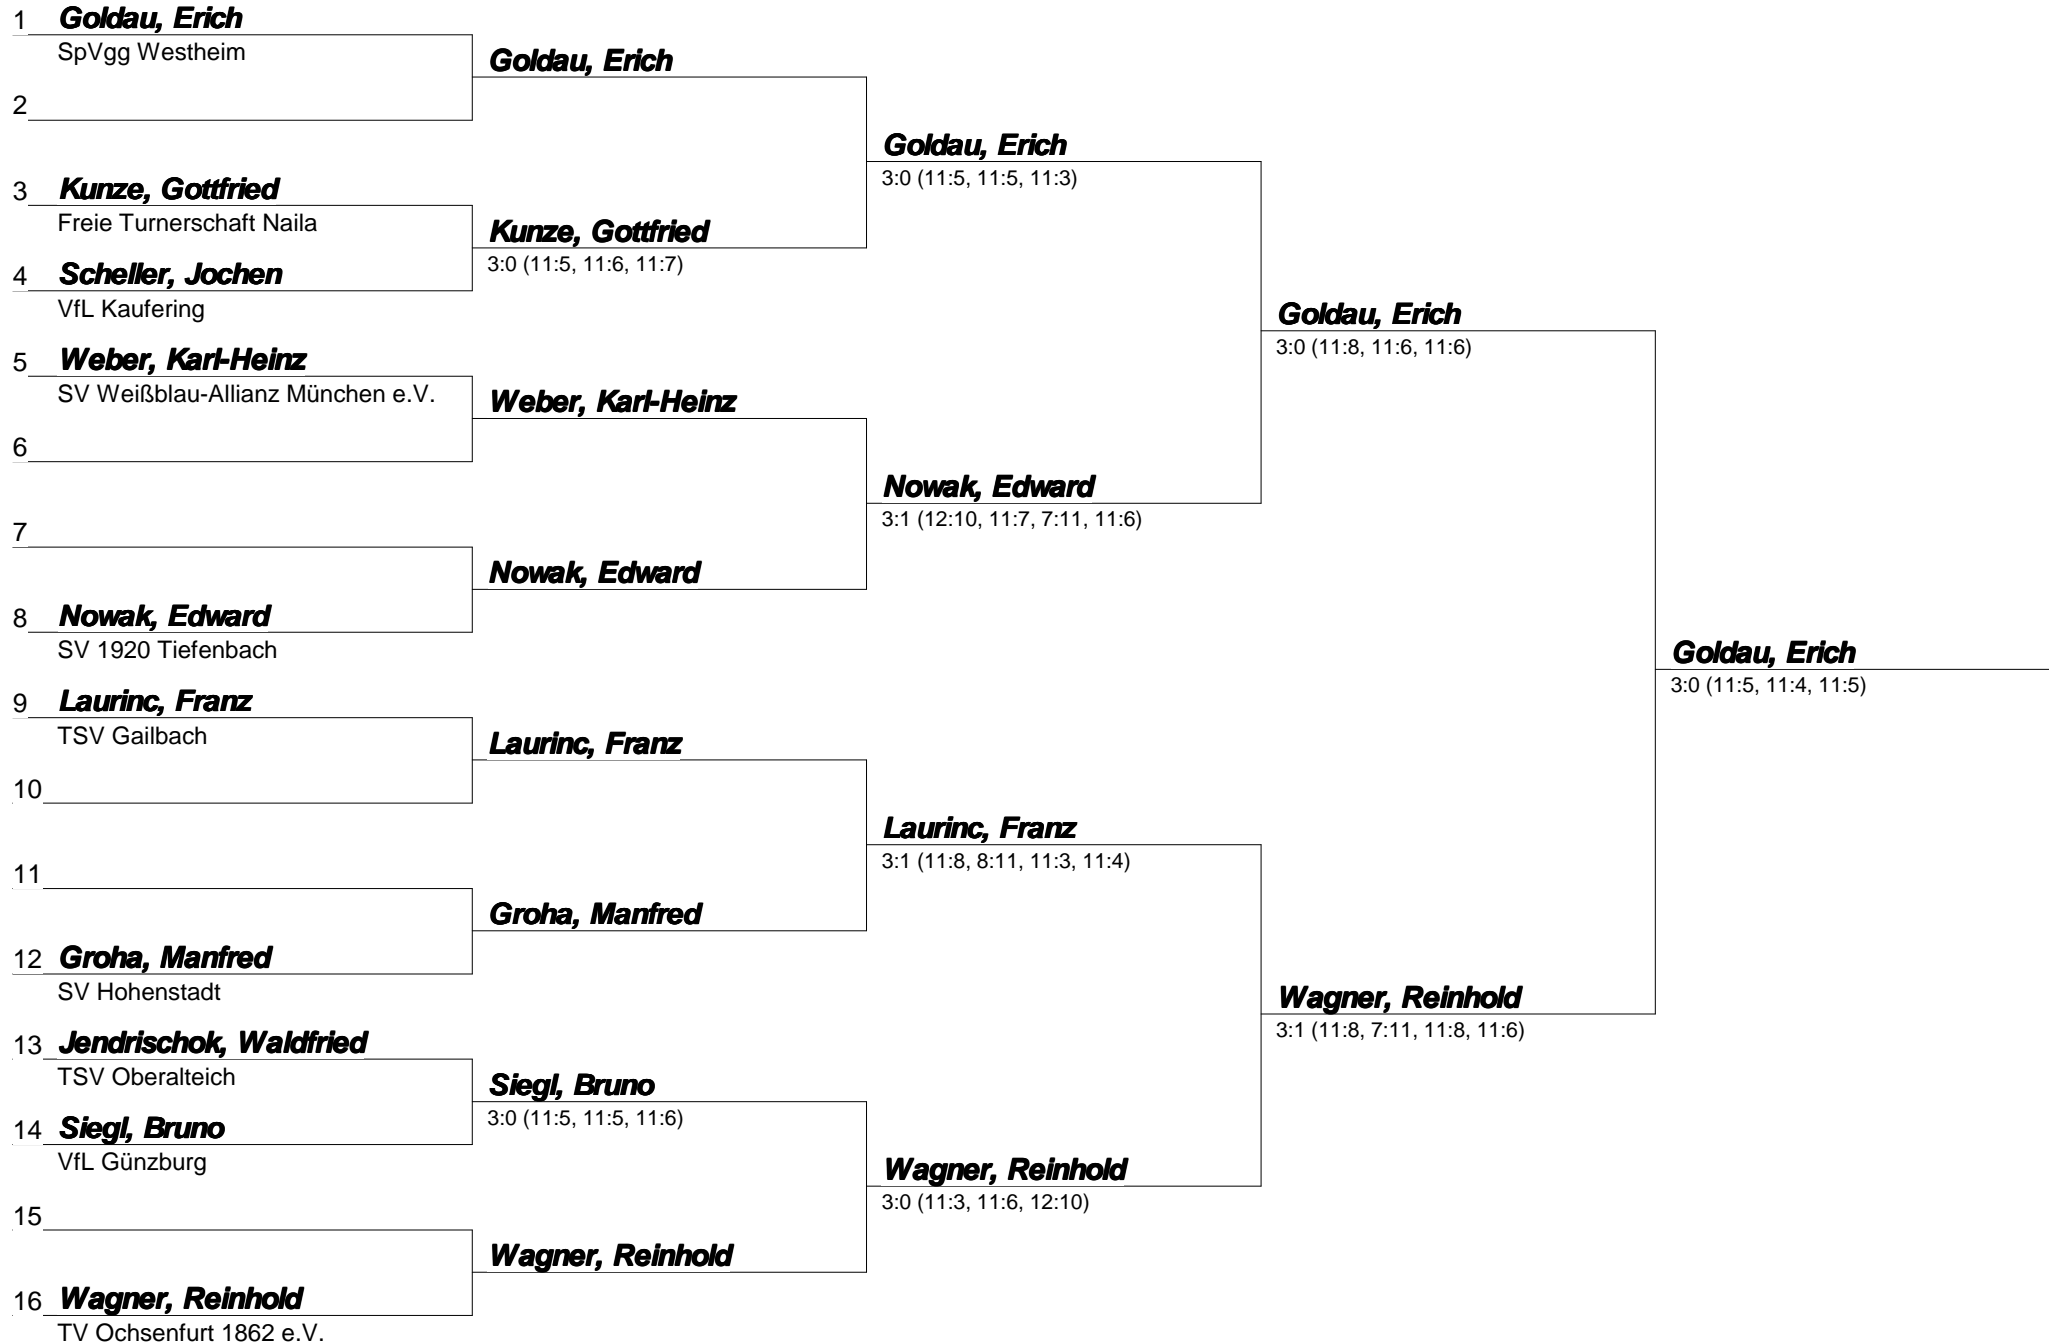 1 Goldau, Erich
SpVgg Westheim
Goldau, Erich
2
Goldau, Erich
3:0 (11:5, 11:5, 11:3)
3 Kunze, Gottfried
Freie Turnerschaft Naila
Kunze, Gottfried
3:0 (11:5, 11:6, 11:7)
4 Scheller, Jochen
VfL Kaufering
Goldau, Erich
3:0 (11:8, 11:6, 11:6)
5 Weber, Karl-Heinz
SV Weißblau-Allianz München e.V.
Weber, Karl-Heinz
6
Nowak, Edward
3:1 (12:10, 11:7, 7:11, 11:6)
7
Nowak, Edward
8 Nowak, Edward
SV 1920 Tiefenbach
Goldau, Erich
3:0 (11:5, 11:4, 11:5)
9 Laurinc, Franz
TSV Gailbach
Laurinc, Franz
10
Laurinc, Franz
3:1 (11:8, 8:11, 11:3, 11:4)
11
Groha, Manfred
12 Groha, Manfred
SV Hohenstadt
Wagner, Reinhold
3:1 (11:8, 7:11, 11:8, 11:6)
13 Jendrischok, Waldfried
TSV Oberalteich
Siegl, Bruno
3:0 (11:5, 11:5, 11:6)
14 Siegl, Bruno
VfL Günzburg
Wagner, Reinhold
3:0 (11:3, 11:6, 12:10)
15
Wagner, Reinhold
16 Wagner, Reinhold
TV Ochsenfurt 1862 e.V.